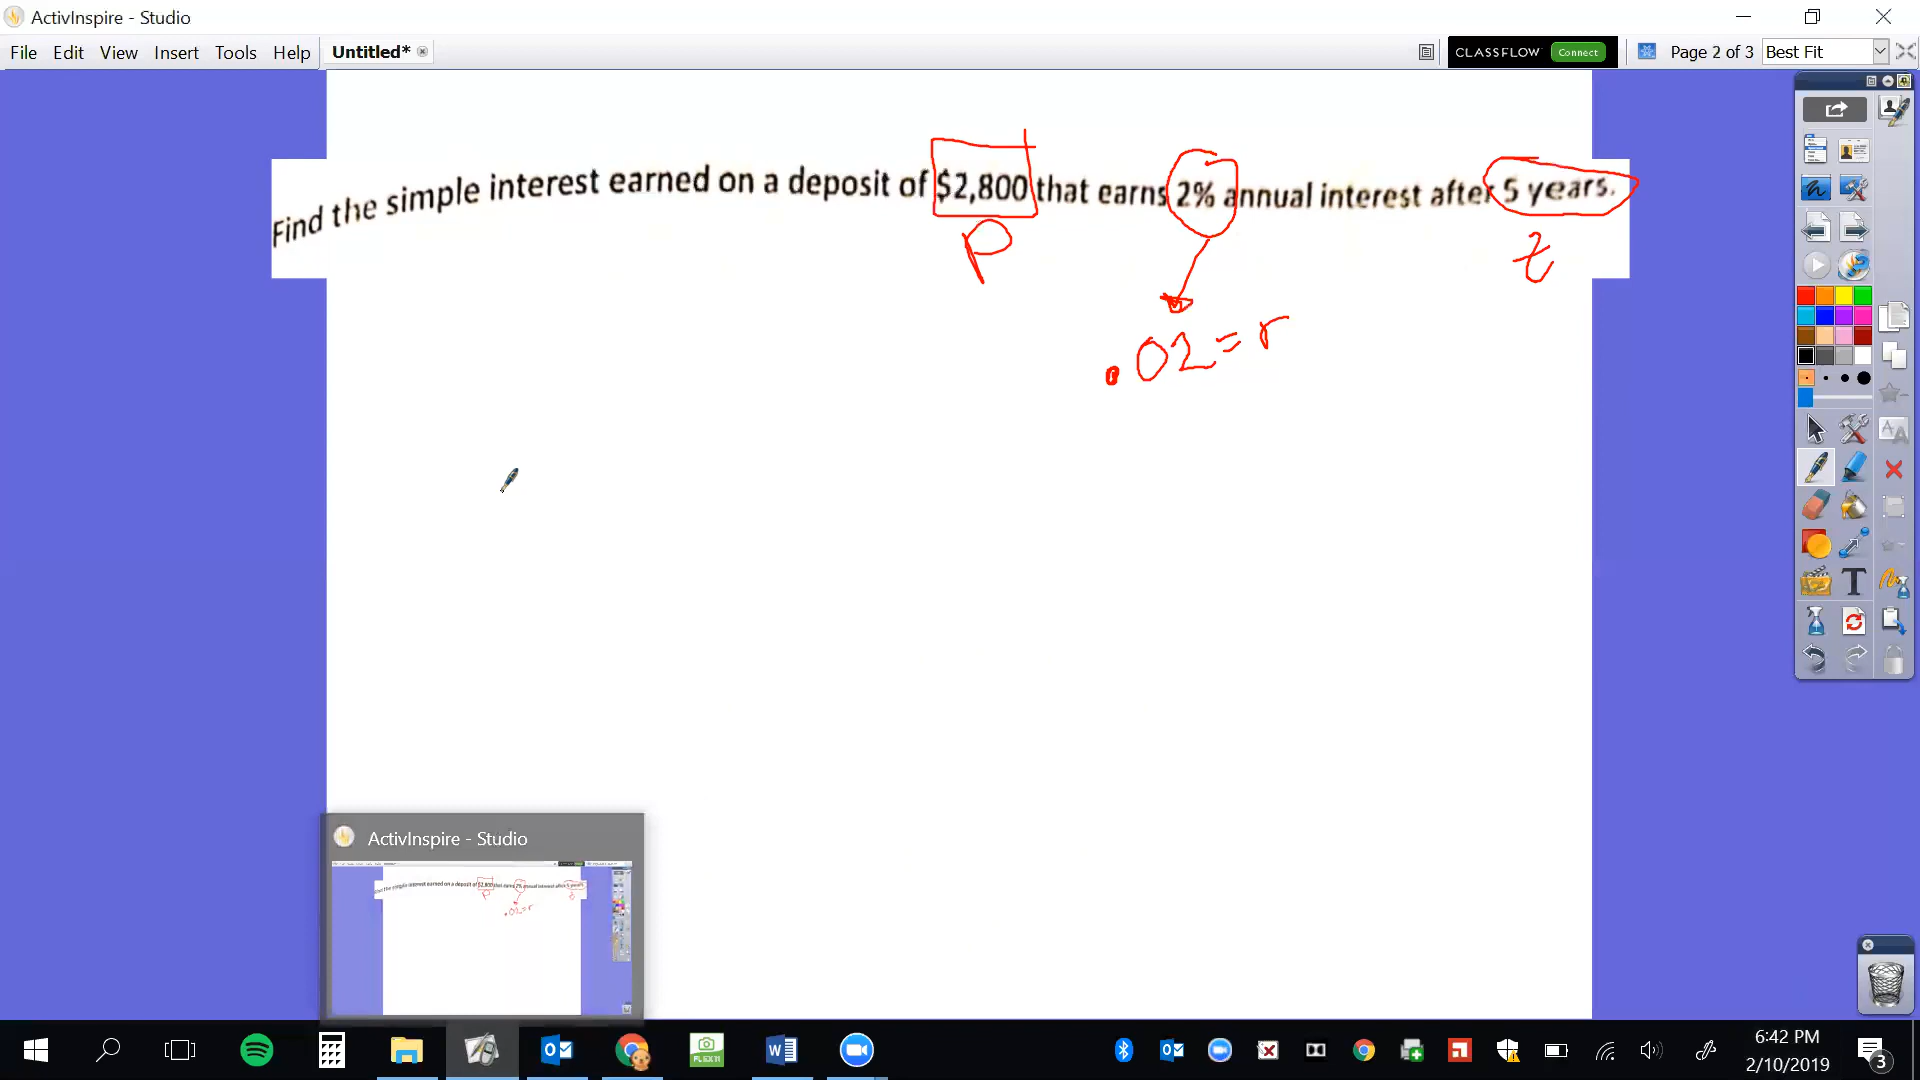 ActivInspire - Studio
File Edit View Insert Tools Help Untitled* CLASSFLOW Connect Page 2 of 3 Best Fit
Find the simple interest earned on a deposit of $2,800 that earns 2% annual interest after 5 years.
P t
.02 = r
ActivInspire - Studio
6:42 PM
2/10/2019
3